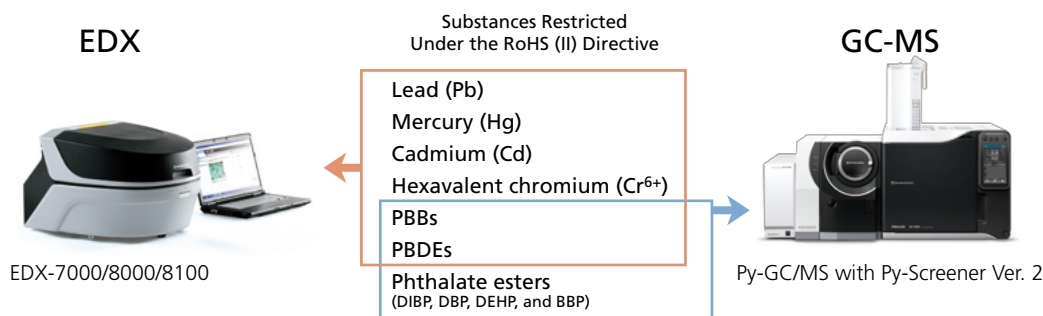 Substances Restricted
Under the RoHS (II) Directive
EDX
GC-MS
Lead (Pb)
Mercury (Hg)
Cadmium (Cd)
Hexavalent chromium (Cr⁶⁺)
PBBs
PBDEs
Phthalate esters
(DIBP, DBP, DEHP, and BBP)
EDX-7000/8000/8100
Py-GC/MS with Py-Screener Ver. 2